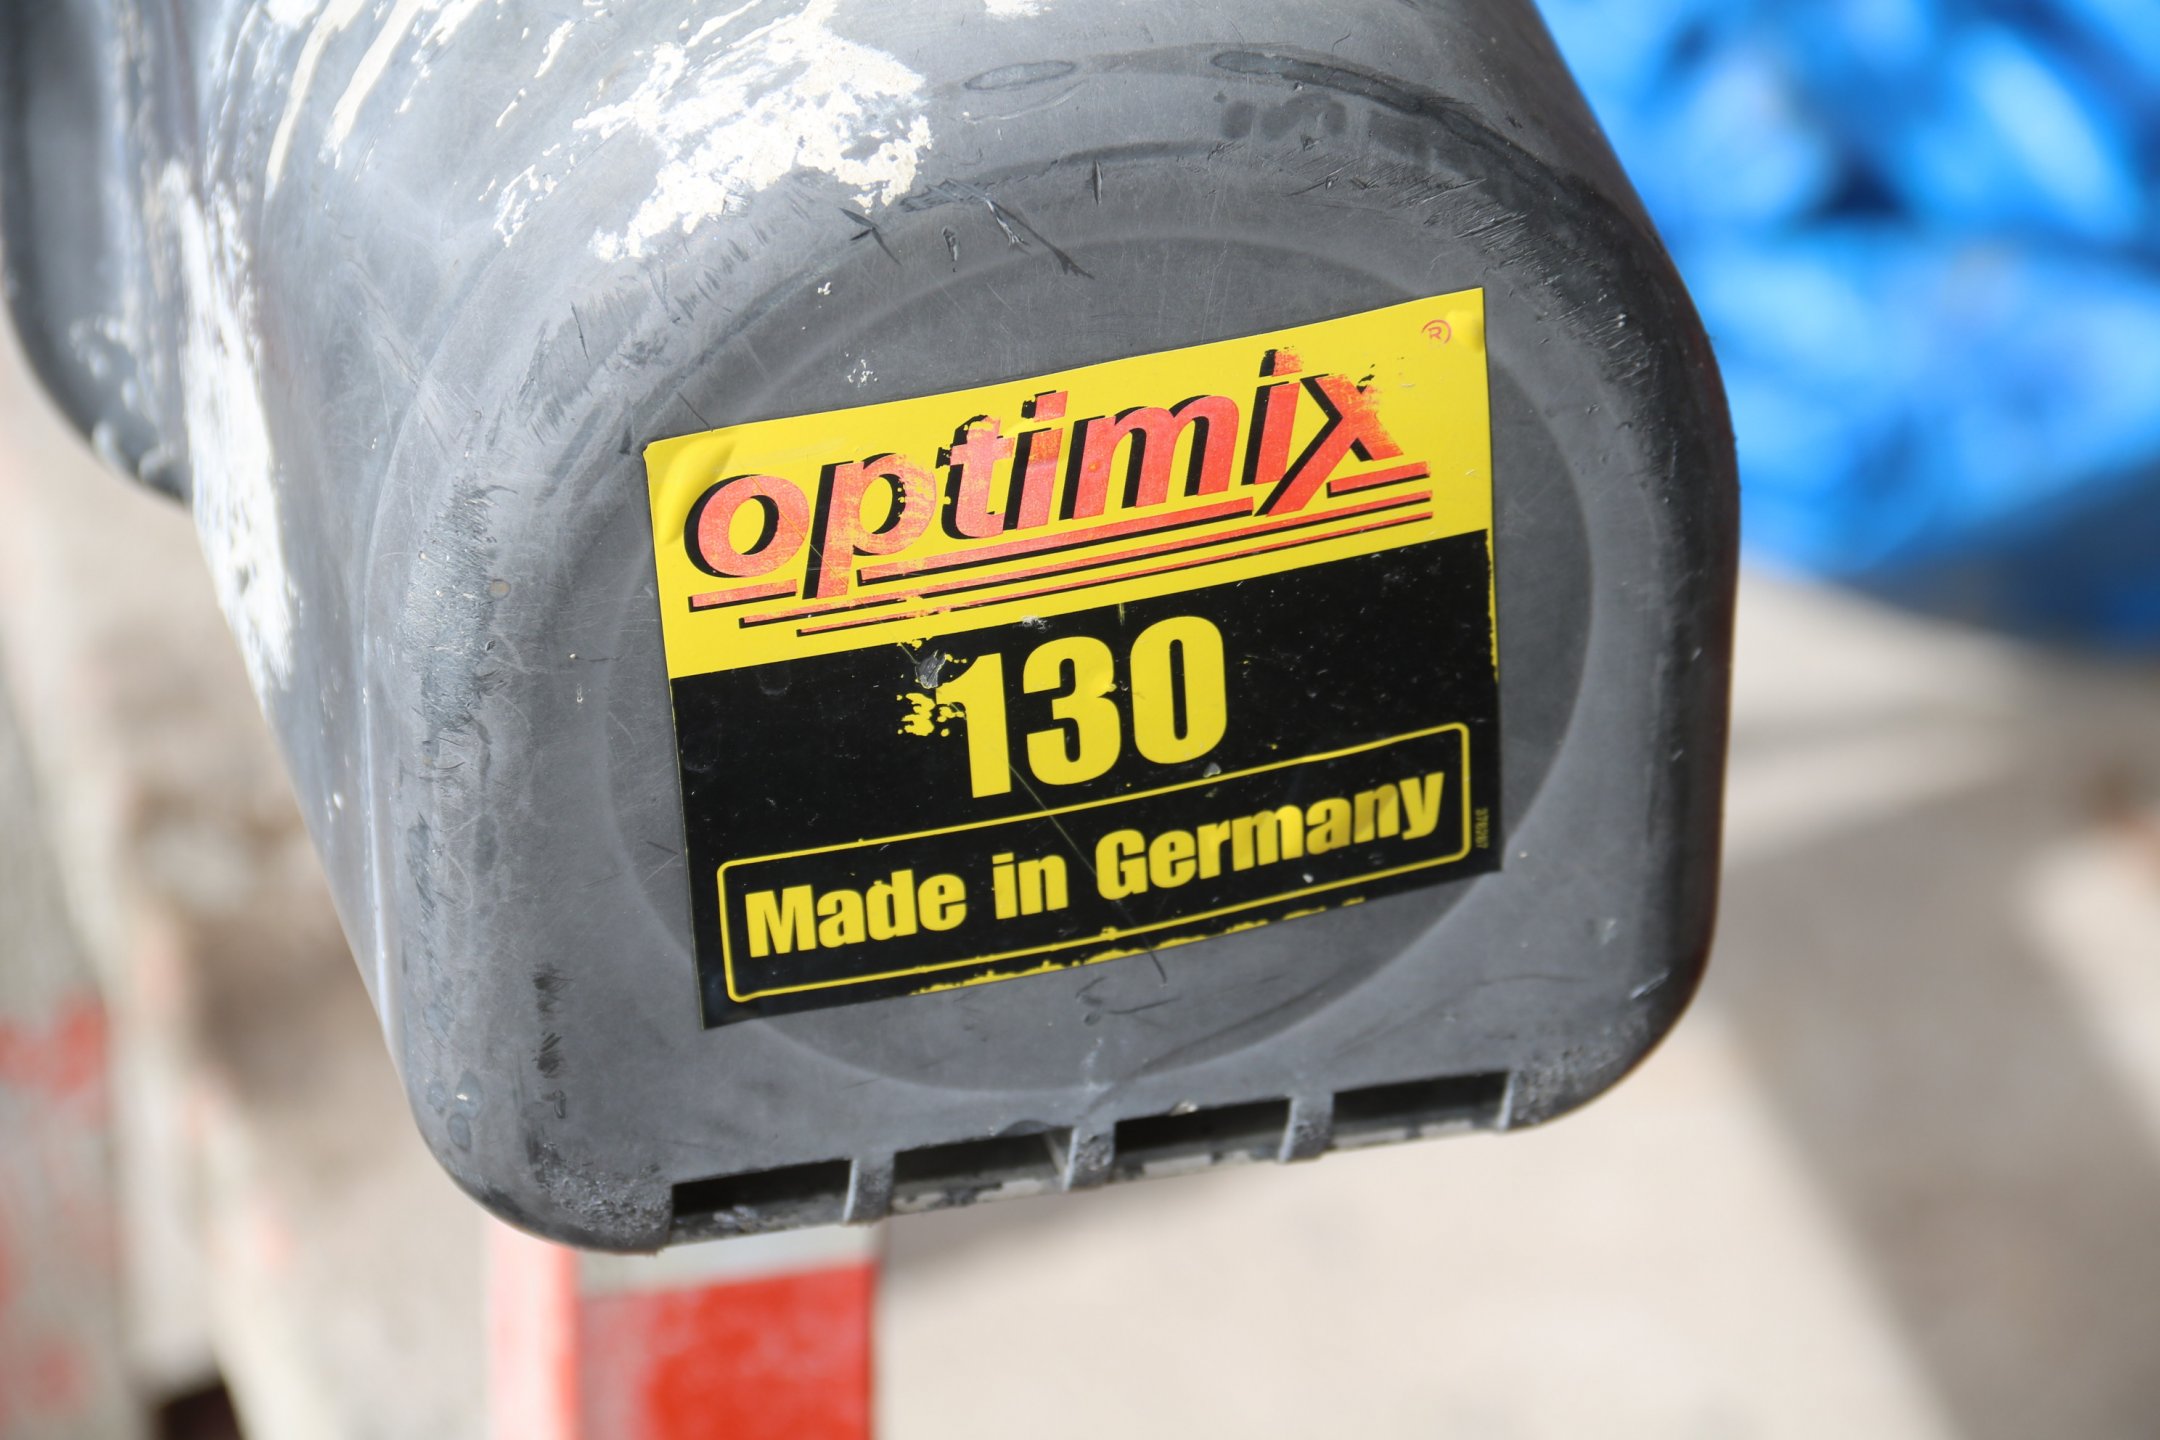 optimix
®
130
Made in Germany